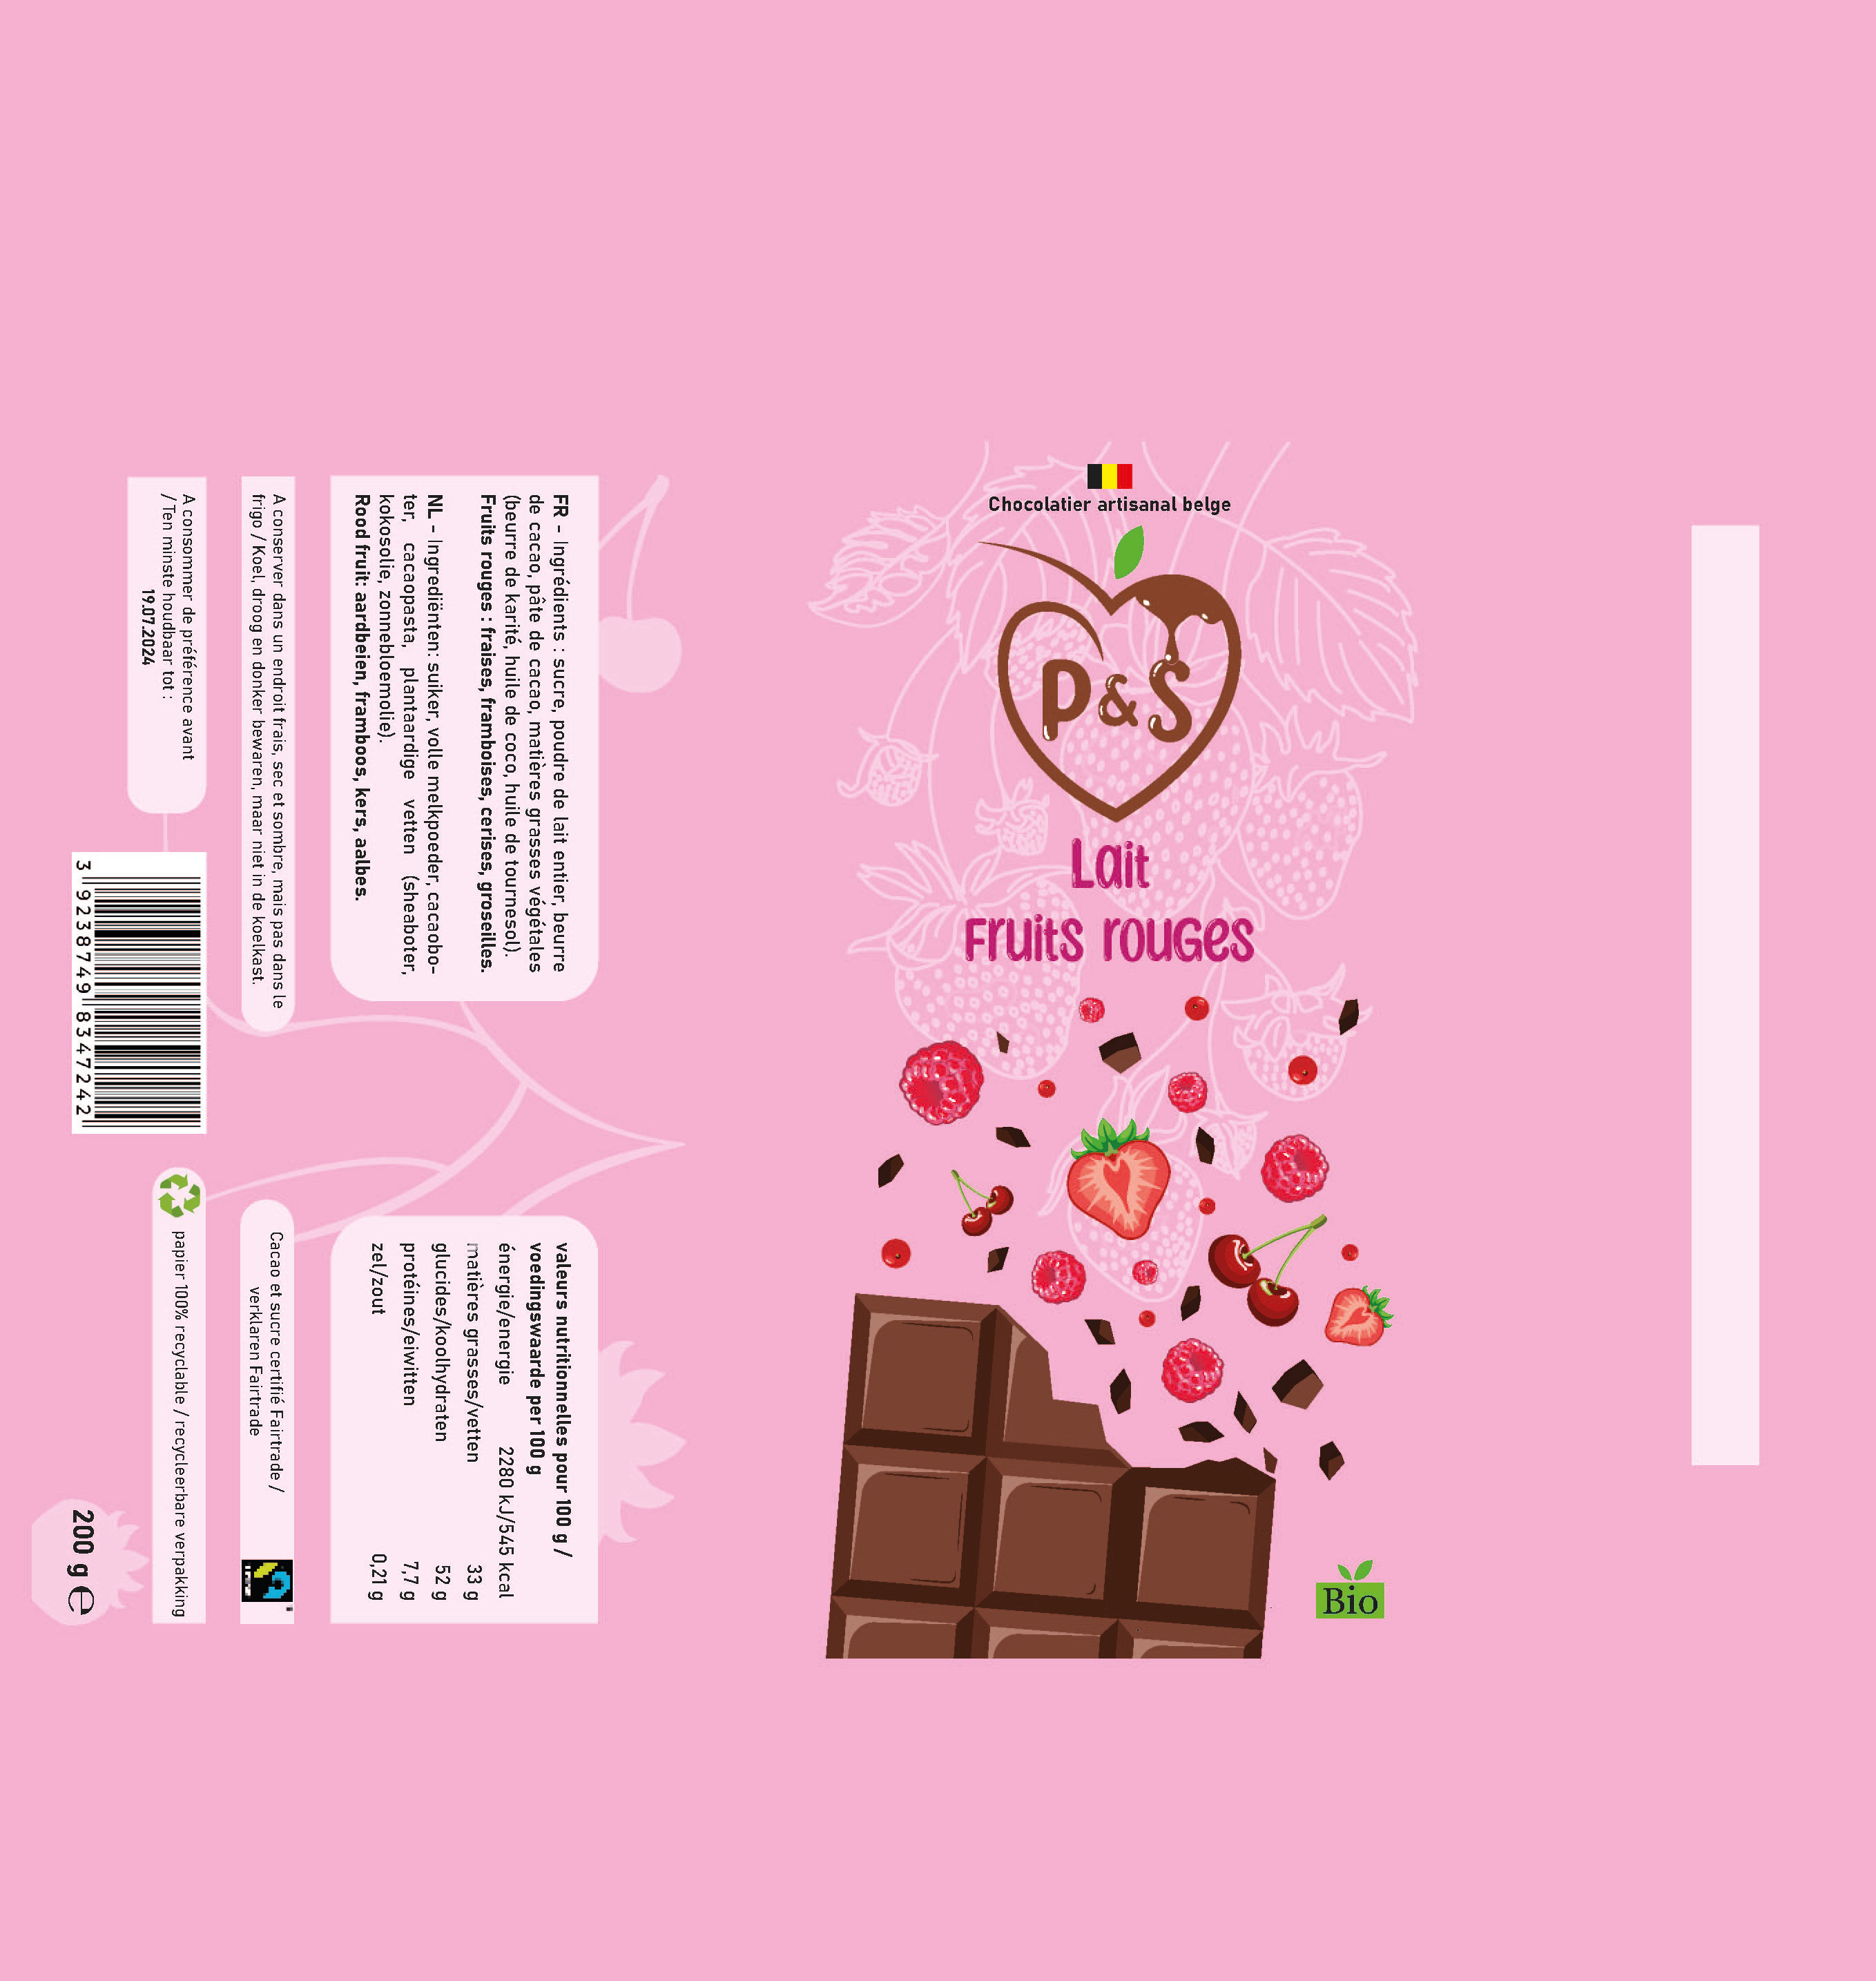 Chocolatier artisanal belge
P&S
Lait
Fruits rouges
Bio
FR - Ingrédients : sucre, poudre de lait entier, beurre
de cacao, pâte de cacao, matières grasses végétales
(beurre de karité, huile de coco, huile de tournesol).
Fruits rouges : fraises, framboises, cerises, groseilles.
NL - Ingrediënten: suiker, volle melkpoeder, cacaobo-
ter, cacaopasta, plantaardige vetten (sheaboter,
kokosolie, zonnebloemolie).
Rood fruit: aardbeien, framboos, kers, aalbes.
valeurs nutritionnelles pour 100 g /
voedingswaarde per 100 g
énergie/energie 2280 kJ/545 kcal
matières grasses/vetten 33 g
glucides/koolhydraten 52 g
protéines/eiwitten 7,7 g
zel/zout 0,21 g
A conserver dans un endroit frais, sec et sombre, mais pas dans le
frigo / Koel, droog en donker bewaren, maar niet in de koelkast.
Cacao et sucre certifié Fairtrade /
verklaren Fairtrade
A consommer de préférence avant
/ Ten minste houdbaar tot :
19.07.2024
papier 100% recyclable / recycleerbare verpakking
3 923874 9 8347242
200 g ℮